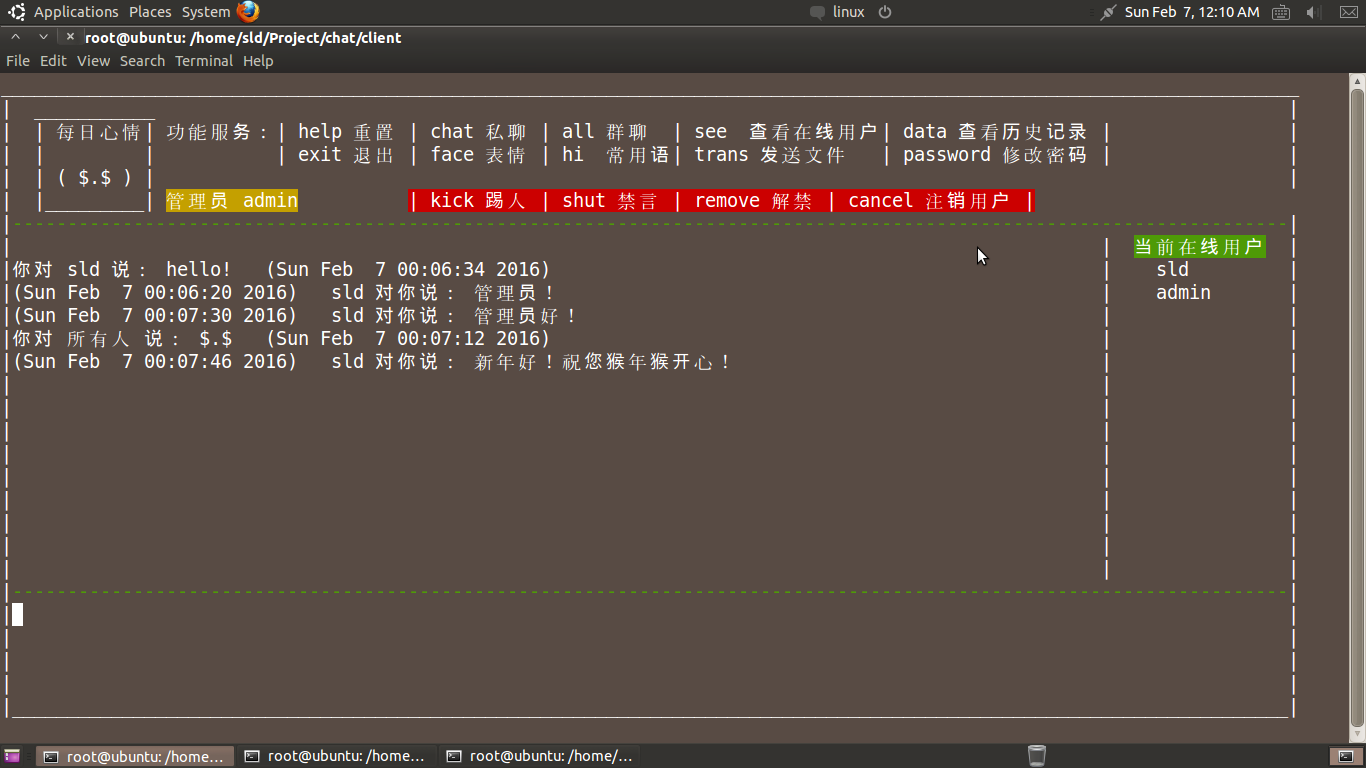 Applications Places System linux Sun Feb 7, 12:10 AM
root@ubuntu: /home/sld/Project/chat/client
File Edit View Search Terminal Help
| 每日心情| 功能服务：| help 重置 | chat 私聊 | all 群聊 | see 查看在线用户| data 查看历史记录 |
| | | exit 退出 | face 表情 | hi 常用语| trans 发送文件 | password 修改密码 |
| ( $.$ ) |
|_________| 管理员 admin | kick 踢人 | shut 禁言 | remove 解禁 | cancel 注销用户 |
当前在线用户
你对 sld 说： hello! (Sun Feb 7 00:06:34 2016)
sld
(Sun Feb 7 00:06:20 2016) sld 对你说： 管理员！
admin
(Sun Feb 7 00:07:30 2016) sld 对你说： 管理员好！
你对 所有人 说： $.$ (Sun Feb 7 00:07:12 2016)
(Sun Feb 7 00:07:46 2016) sld 对你说： 新年好！祝您猴年猴开心！
root@ubuntu: /home... root@ubuntu: /home... root@ubuntu: /home/...